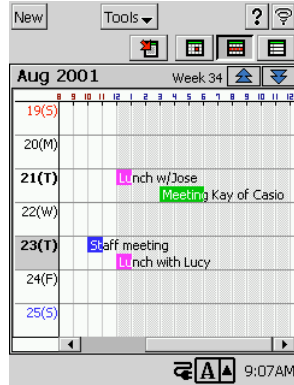 New Tools ?
Aug 2001 Week 34
8 9 10 11 12 1 2 3 4 5 6 7 8 9 10 11 12
19(S)
20(M)
21(T) Lunch w/Jose
Meeting Kay of Casio
22(W)
23(T) Staff meeting
Lunch with Lucy
24(F)
25(S)
A 9:07AM